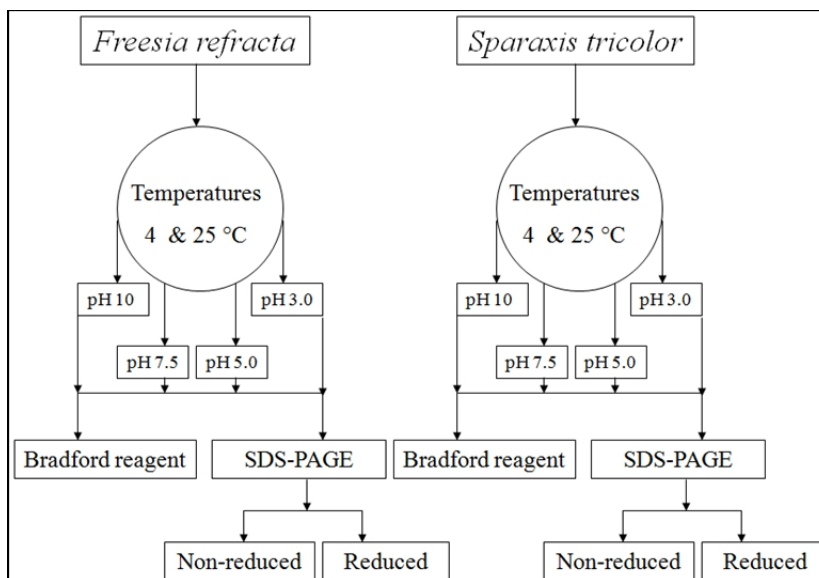 Freesia refracta
Sparaxis tricolor
Temperatures
4 & 25 °C
Temperatures
4 & 25 °C
pH 10
pH 3.0
pH 10
pH 3.0
pH 7.5
pH 5.0
pH 7.5
pH 5.0
Bradford reagent
SDS-PAGE
Bradford reagent
SDS-PAGE
Non-reduced
Reduced
Non-reduced
Reduced